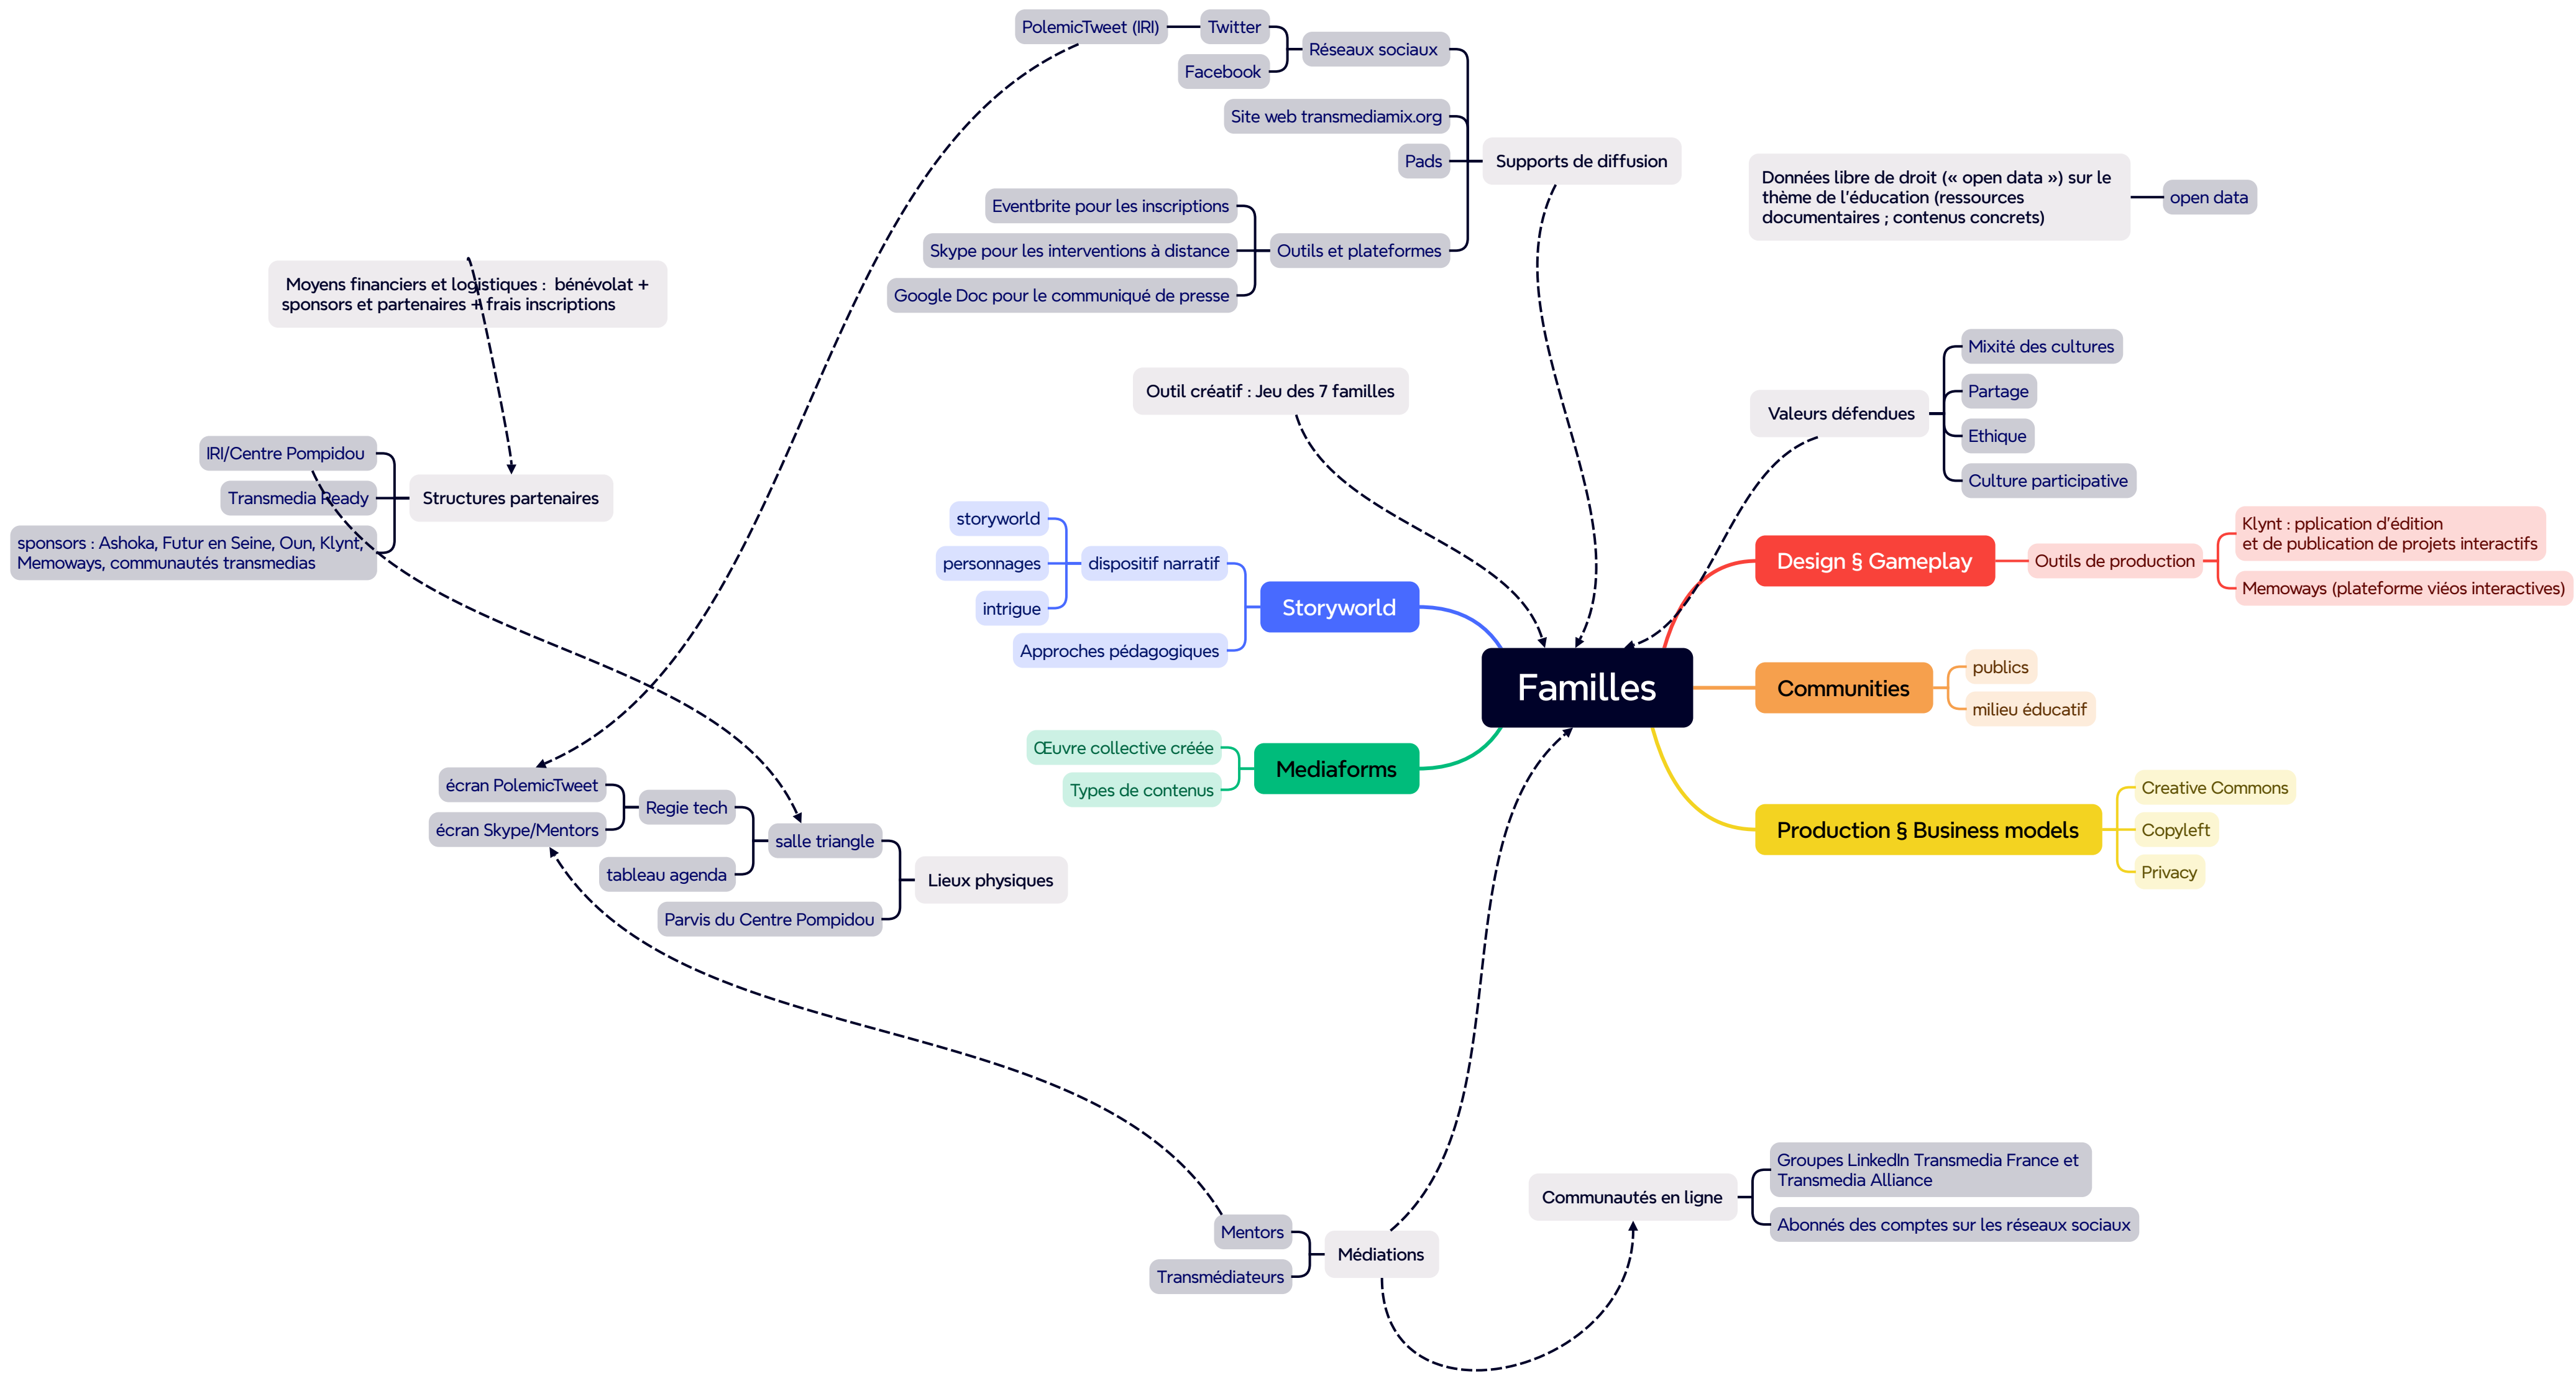 PolemicTweet (IRI)
Twitter
Facebook
Réseaux sociaux
Site web transmediamix.org
Pads
Supports de diffusion
Eventbrite pour les inscriptions
Skype pour les interventions à distance
Google Doc pour le communiqué de presse
Outils et plateformes
Données libre de droit (« open data ») sur le
thème de l'éducation (ressources
documentaires ; contenus concrets)
open data
Moyens financiers et logistiques :  bénévolat +
sponsors et partenaires + frais inscriptions
Outil créatif : Jeu des 7 familles
Valeurs défendues
Mixité des cultures
Partage
Ethique
Culture participative
IRI/Centre Pompidou
Transmedia Ready
sponsors : Ashoka, Futur en Seine, Oun, Klynt,
Memoways, communautés transmedias
Structures partenaires
storyworld
personnages
intrigue
dispositif narratif
Approches pédagogiques
Storyworld
Design § Gameplay
Outils de production
Klynt : pplication d'édition
et de publication de projets interactifs
Memoways (plateforme viéos interactives)
Familles
Communities
publics
milieu éducatif
Œuvre collective créée
Types de contenus
Mediaforms
Production § Business models
Creative Commons
Copyleft
Privacy
écran PolemicTweet
écran Skype/Mentors
Regie tech
tableau agenda
salle triangle
Parvis du Centre Pompidou
Lieux physiques
Mentors
Transmédiateurs
Médiations
Communautés en ligne
Groupes LinkedIn Transmedia France et
Transmedia Alliance
Abonnés des comptes sur les réseaux sociaux